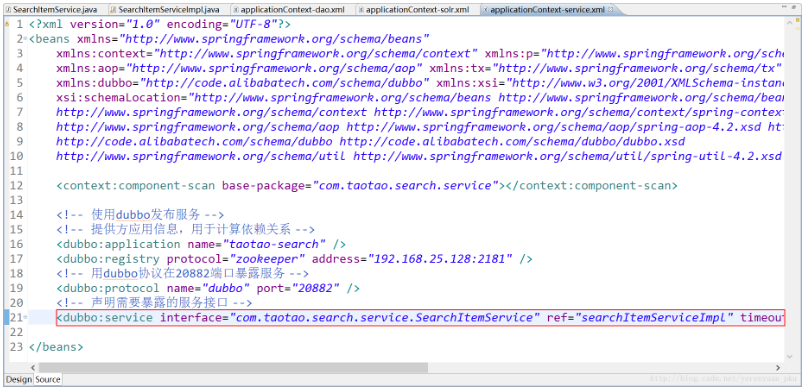 SearchItemService.java SearchItemServiceImpl.java applicationContext-dao.xml applicationContext-solr.xml applicationContext-service.xml
1 <?xml version="1.0" encoding="UTF-8"?>
2 <beans xmlns="http://www.springframework.org/schema/beans"
3 xmlns:context="http://www.springframework.org/schema/context" xmlns:p="http://www.springframework.org/sche
4 xmlns:aop="http://www.springframework.org/schema/aop" xmlns:tx="http://www.springframework.org/schema/tx"
5 xmlns:dubbo="http://code.alibabatech.com/schema/dubbo" xmlns:xsi="http://www.w3.org/2001/XMLSchema-instanc
6 xsi:schemaLocation="http://www.springframework.org/schema/beans http://www.springframework.org/schema/bean
7 http://www.springframework.org/schema/context http://www.springframework.org/schema/context/spring-context
8 http://www.springframework.org/schema/aop http://www.springframework.org/schema/aop/spring-aop-4.2.xsd htt
9 http://code.alibabatech.com/schema/dubbo http://code.alibabatech.com/schema/dubbo/dubbo.xsd
10 http://www.springframework.org/schema/util http://www.springframework.org/schema/util/spring-util-4.2.xsd
11
12 <context:component-scan base-package="com.taotao.search.service"></context:component-scan>
13
14 <!-- 使用dubbo发布服务 -->
15 <!-- 提供方应用信息，用于计算依赖关系 -->
16 <dubbo:application name="taotao-search" />
17 <dubbo:registry protocol="zookeeper" address="192.168.25.128:2181" />
18 <!-- 用dubbo协议在20882端口暴露服务 -->
19 <dubbo:protocol name="dubbo" port="20882" />
20 <!-- 声明需要暴露的服务接口 -->
21 <dubbo:service interface="com.taotao.search.service.SearchItemService" ref="searchItemServiceImpl" timeout
22
23 </beans>
Design Source